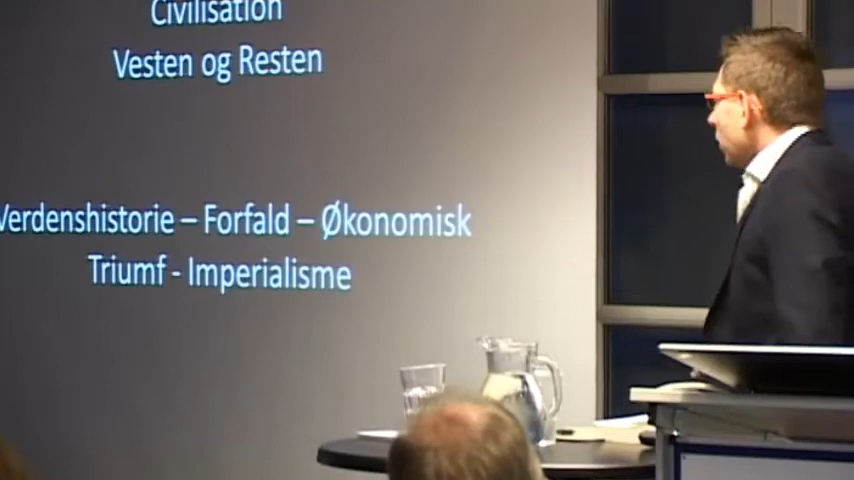 Civilisation
Vesten og Resten
Verdenshistorie – Forfald – Økonomisk
Triumf - Imperialisme